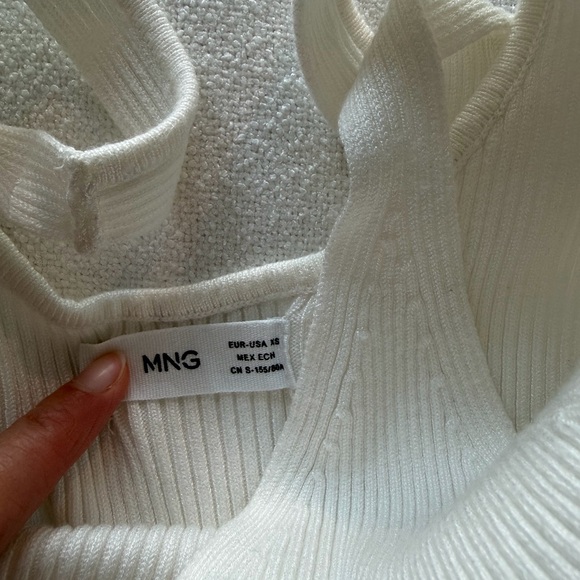 MNG
EUR-USA XS
MEX ECH
CN S-155/80A